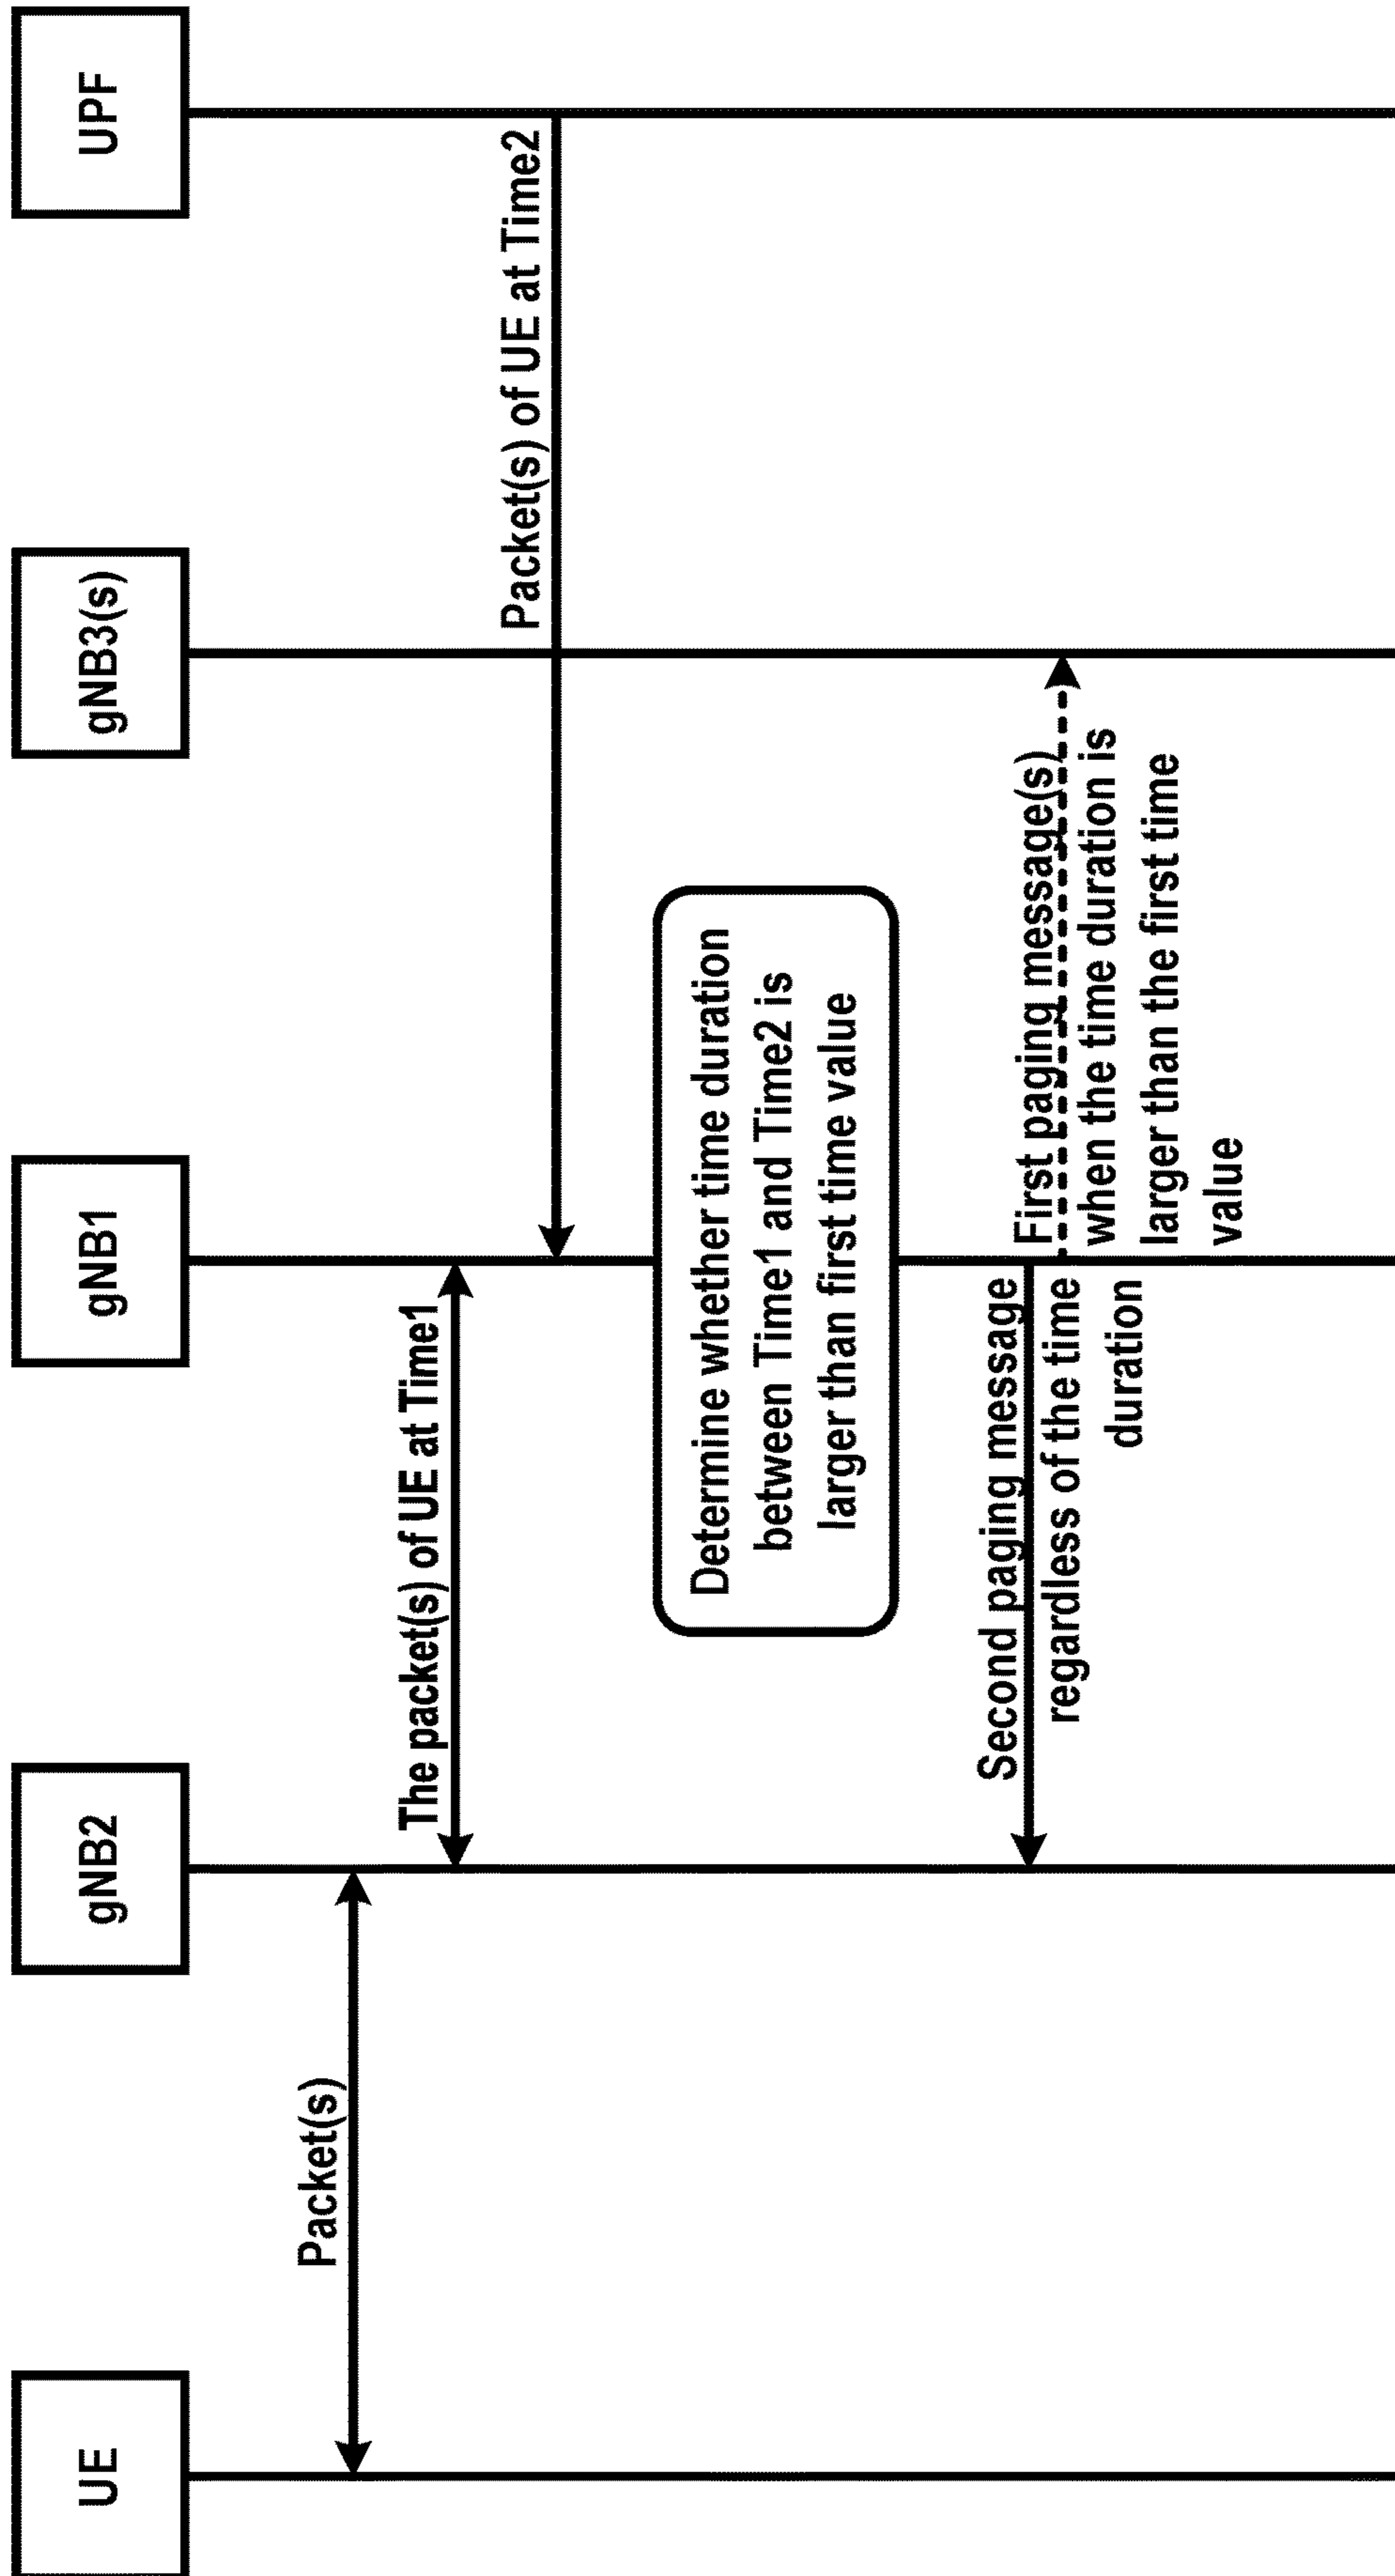 UE
gNB2
gNB1
gNB3(s)
UPF
Packet(s)
The packet(s) of UE at Time1
Packet(s) of UE at Time2
Determine whether time duration
between Time1 and Time2 is
larger than first time value
Second paging message
regardless of the time
duration
First paging message(s)
when the time duration is
larger than the first time
value